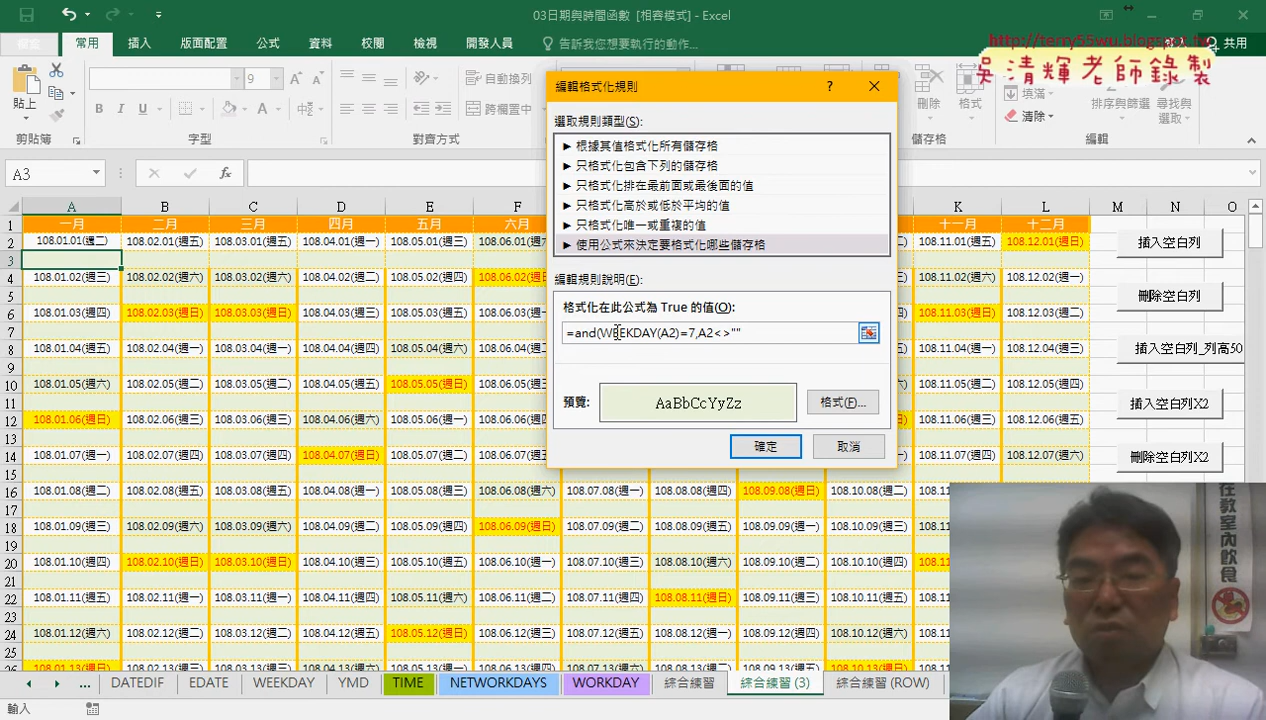 03日期與時間函數 [相容模式] - Excel
http://terry55wu.blogspot.tw
吳清輝老師錄製
檔案 常用 插入 版面配置 公式 資料 校閱 檢視 開發人員 告訴我您想要執行的動作... 共用
貼上 9 自動換列 跨欄置中 刪除 格式 填滿 清除 排序與篩選 尋找與選取
剪貼簿 字型 對齊方式 儲存格 編輯
A3
A B C D E F K L M N O
1 一月 二月 三月 四月 五月 六月 十一月 十二月
2 108.01.01(週二) 108.02.01(週五) 108.03.01(週五) 108.04.01(週一) 108.05.01(週三) 108.11.01(週五) 108.12.01(週日)
3
4 108.01.02(週三) 108.02.02(週六) 108.03.02(週六) 108.04.02(週二) 108.05.02(週四) 108.11.02(週六) 108.12.02(週一)
5
6 108.01.03(週四) 108.02.03(週日) 108.03.03(週日) 108.04.03(週三) 108.05.03(週五) 108.11.03(週日) 108.12.03(週二)
7
8 108.01.04(週五) 108.02.04(週一) 108.03.04(週一) 108.04.04(週四) 108.05.04(週六) 108.11.04(週一) 108.12.04(週三)
9
10 108.01.05(週六) 108.02.05(週二) 108.03.05(週二) 108.04.05(週五) 108.05.05(週日) 108.11.05(週二) 108.12.05(週四)
11
12 108.01.06(週日) 108.02.06(週三) 108.03.06(週三) 108.04.06(週六) 108.05.06(週一) 108.11.06(週三) 108.12.06(週五)
13
14 108.01.07(週一) 108.02.07(週四) 108.03.07(週四) 108.04.07(週日) 108.05.07(週二) 108.11.07(週四) 108.12.07(週六)
15
16 108.01.08(週二) 108.02.08(週五) 108.03.08(週五) 108.04.08(週一) 108.05.08(週三) 108.06.08(週六) 108.07.08(週一) 108.08.08(週四) 108.09.08(週日) 108.10.08(週二)
17
18 108.01.09(週三) 108.02.09(週六) 108.03.09(週六) 108.04.09(週二) 108.05.09(週四) 108.06.09(週日) 108.07.09(週二) 108.08.09(週五) 108.09.09(週一) 108.10.09(週三)
19
20 108.01.10(週四) 108.02.10(週日) 108.03.10(週日) 108.04.10(週三) 108.05.10(週五) 108.06.10(週一) 108.07.10(週三) 108.08.10(週六) 108.09.10(週二) 108.10.10(週四)
21
22 108.01.11(週五) 108.02.11(週一) 108.03.11(週一) 108.04.11(週四) 108.05.11(週六) 108.06.11(週二) 108.07.11(週四) 108.08.11(週日) 108.09.11(週三) 108.10.11(週五)
23
24 108.01.12(週六) 108.02.12(週二) 108.03.12(週二) 108.04.12(週五) 108.05.12(週日) 108.06.12(週三) 108.07.12(週五) 108.08.12(週一) 108.09.12(週四) 108.10.12(週六)
25
插入空白列
刪除空白列
插入空白列_列高50
插入空白列X2
刪除空白列X2
編輯格式化規則 ?
選取規則類型(S):
► 根據其值格式化所有儲存格
► 只格式化包含下列的儲存格
► 只格式化排在最前面或最後面的值
► 只格式化高於或低於平均的值
► 只格式化唯一或重複的值
► 使用公式來決定要格式化哪些儲存格
編輯規則說明(E):
格式化在此公式為 True 的值(O):
=and(WEEKDAY(A2)=7,A2<>""
預覽: AaBbCcYyZz 格式(F)...
確定 取消
在教室內飲食
... DATEDIF EDATE WEEKDAY YMD TIME NETWORKDAYS WORKDAY 綜合練習 綜合練習 (3) 綜合練習 (ROW)
輸入